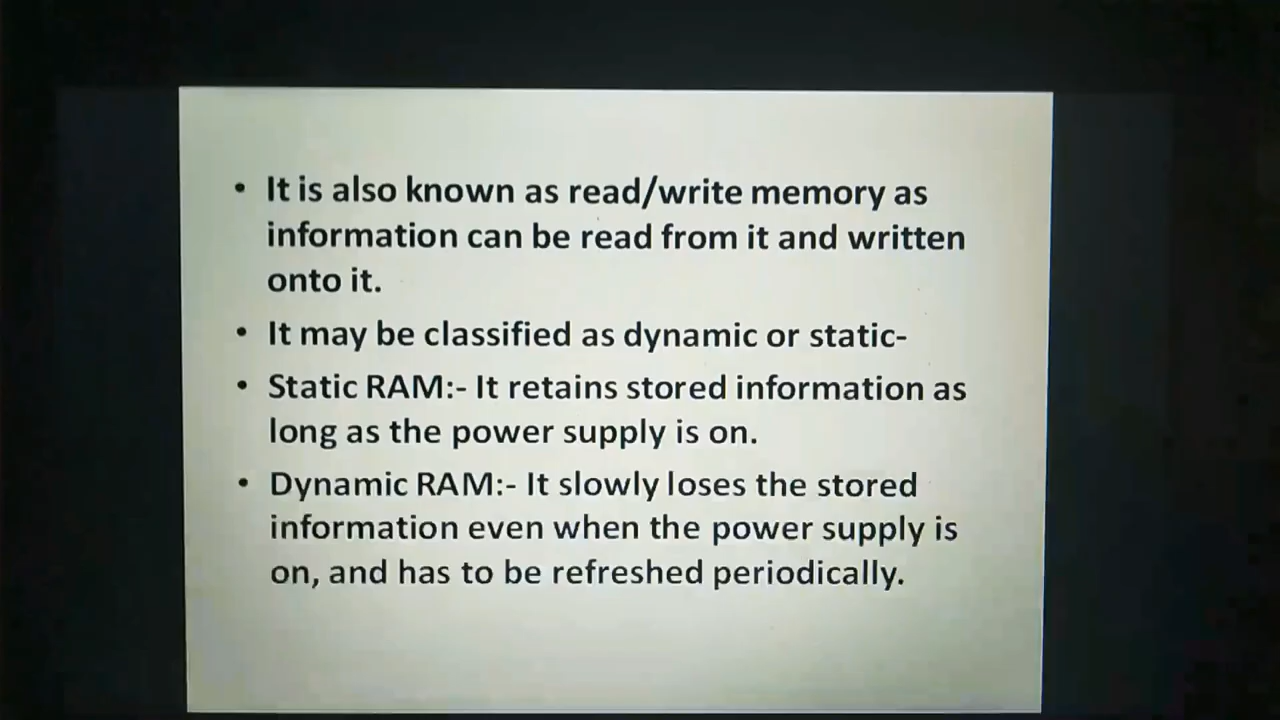 • It is also known as read/write memory as
information can be read from it and written
onto it.
• It may be classified as dynamic or static-
• Static RAM:- It retains stored information as
long as the power supply is on.
• Dynamic RAM:- It slowly loses the stored
information even when the power supply is
on, and has to be refreshed periodically.